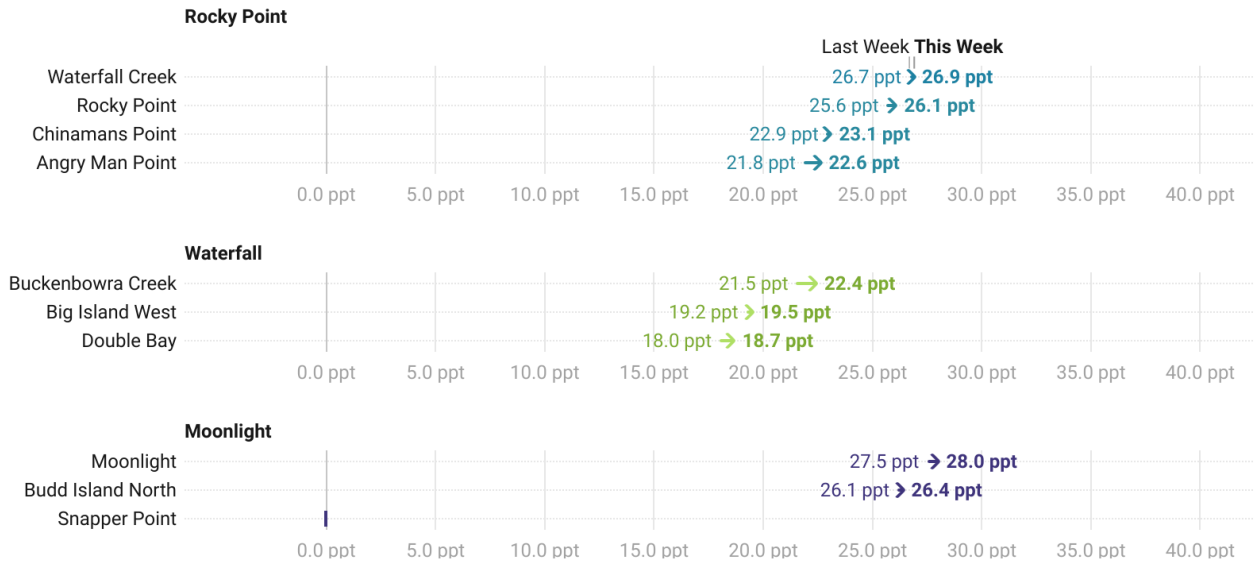 Rocky Point
Last Week This Week
Waterfall Creek 26.7 ppt 26.9 ppt
Rocky Point 25.6 ppt 26.1 ppt
Chinamans Point 22.9 ppt 23.1 ppt
Angry Man Point 21.8 ppt 22.6 ppt
0.0 ppt 5.0 ppt 10.0 ppt 15.0 ppt 20.0 ppt 25.0 ppt 30.0 ppt 35.0 ppt 40.0 ppt
Waterfall
Buckenbowra Creek 21.5 ppt 22.4 ppt
Big Island West 19.2 ppt 19.5 ppt
Double Bay 18.0 ppt 18.7 ppt
0.0 ppt 5.0 ppt 10.0 ppt 15.0 ppt 20.0 ppt 25.0 ppt 30.0 ppt 35.0 ppt 40.0 ppt
Moonlight
Moonlight 27.5 ppt 28.0 ppt
Budd Island North 26.1 ppt 26.4 ppt
Snapper Point
0.0 ppt 5.0 ppt 10.0 ppt 15.0 ppt 20.0 ppt 25.0 ppt 30.0 ppt 35.0 ppt 40.0 ppt